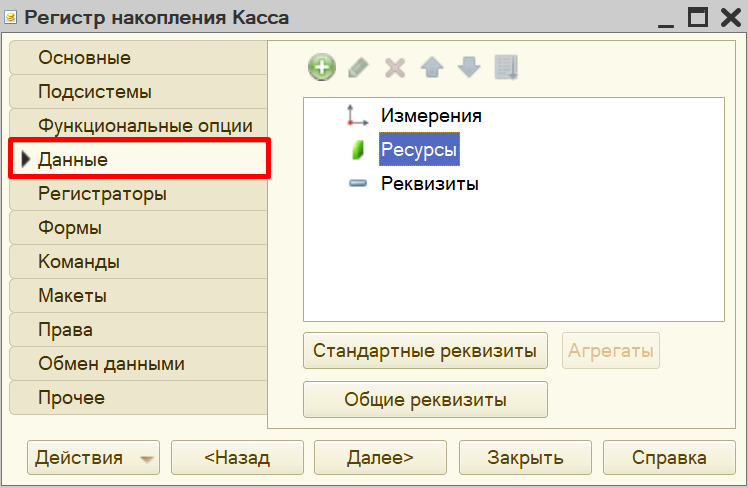 Регистр накопления Касса
Основные
Подсистемы
Функциональные опции
Данные
Регистраторы
Формы
Команды
Макеты
Права
Обмен данными
Прочее
Измерения
Ресурсы
Реквизиты
Стандартные реквизиты
Агрегаты
Общие реквизиты
Действия
<Назад
Далее>
Закрыть
Справка